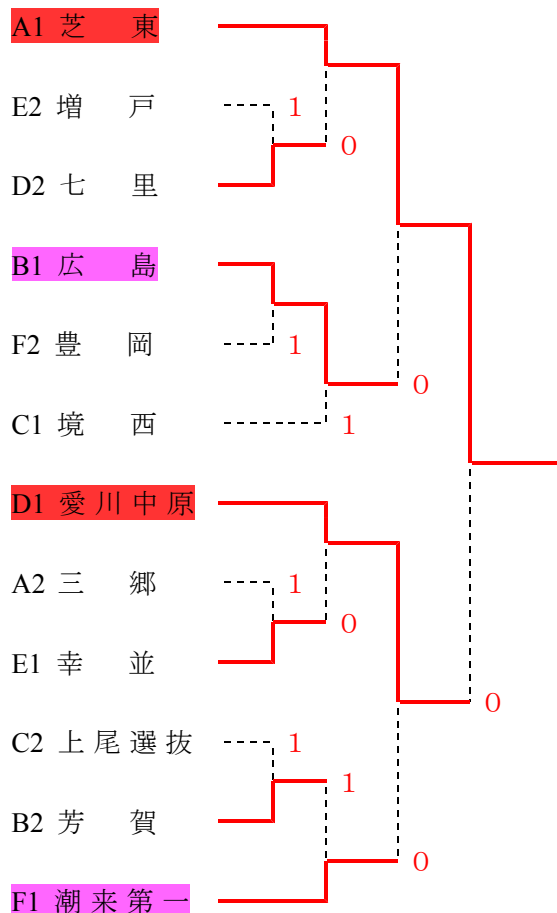 A1 芝 東
E2 増 戸
1
0
D2 七 里
B1 広 島
F2 豊 岡
1
0
C1 境 西
1
D1 愛川中原
A2 三 郷
1
0
E1 幸 並
0
C2 上尾選抜
1
1
B2 芳 賀
0
F1 潮来第一